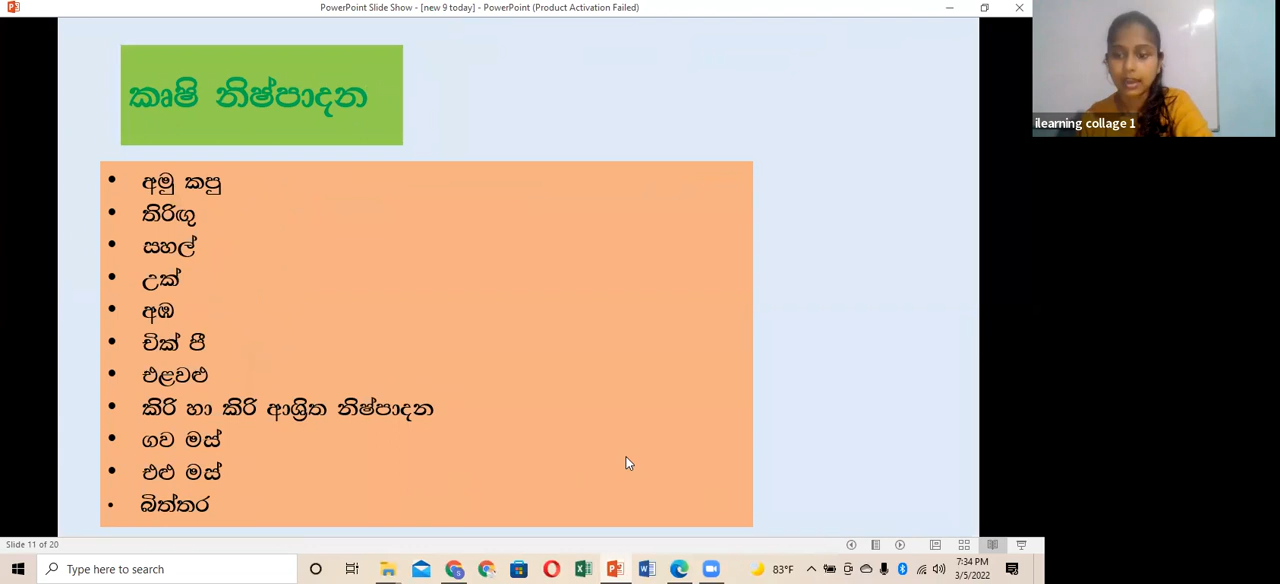 PowerPoint Slide Show - [new 9 today] - PowerPoint (Product Activation Failed)
ilearning collage 1
කෘෂි නිෂ්පාදන
• අමු කපු
• තිරිඟු
• සහල්
• උක්
• අඹ
• චික් පී
• එළවළු
• කිරි හා කිරි ආශ්‍රිත නිෂ්පාදන
• ගව මස්
• එළු මස්
• බිත්තර
Slide 11 of 20
Type here to search
83°F
7:34 PM
3/5/2022